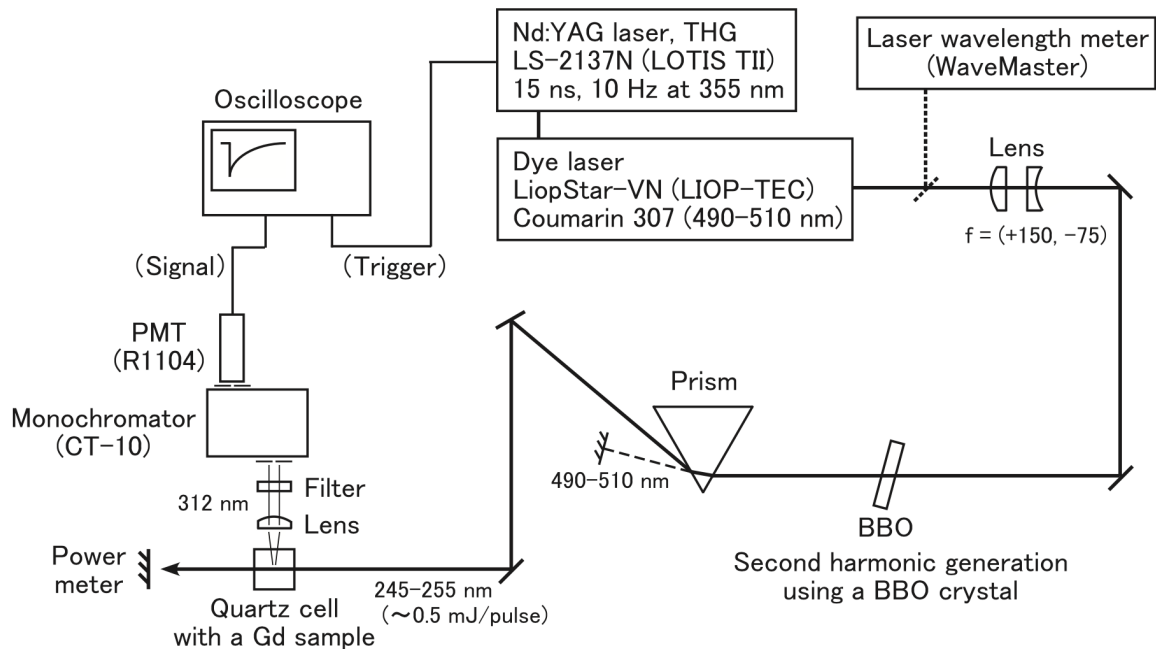 Nd:YAG laser, THG
LS-2137N (LOTIS TII)
15 ns, 10 Hz at 355 nm
Laser wavelength meter
(WaveMaster)
Oscilloscope
Dye laser
LiopStar-VN (LIOP-TEC)
Coumarin 307 (490-510 nm)
Lens
f = (+150, -75)
(Signal)
(Trigger)
PMT
(R1104)
Prism
Monochromator
(CT-10)
490-510 nm
312 nm
Filter
Lens
BBO
Power
meter
Second harmonic generation
using a BBO crystal
245-255 nm
(~0.5 mJ/pulse)
Quartz cell
with a Gd sample